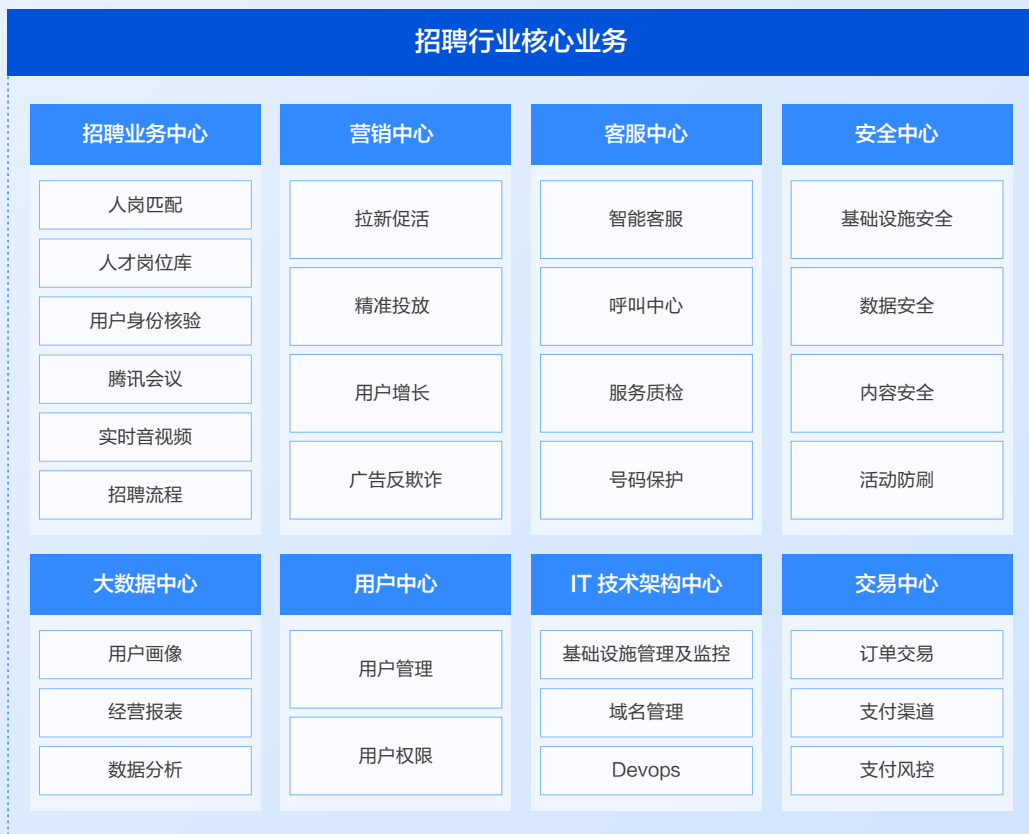 招聘行业核心业务
招聘业务中心
人岗匹配
人才岗位库
用户身份核验
腾讯会议
实时音视频
招聘流程
营销中心
拉新促活
精准投放
用户增长
广告反欺诈
客服中心
智能客服
呼叫中心
服务质检
号码保护
安全中心
基础设施安全
数据安全
内容安全
活动防刷
大数据中心
用户画像
经营报表
数据分析
用户中心
用户管理
用户权限
IT 技术架构中心
基础设施管理及监控
域名管理
Devops
交易中心
订单交易
支付渠道
支付风控